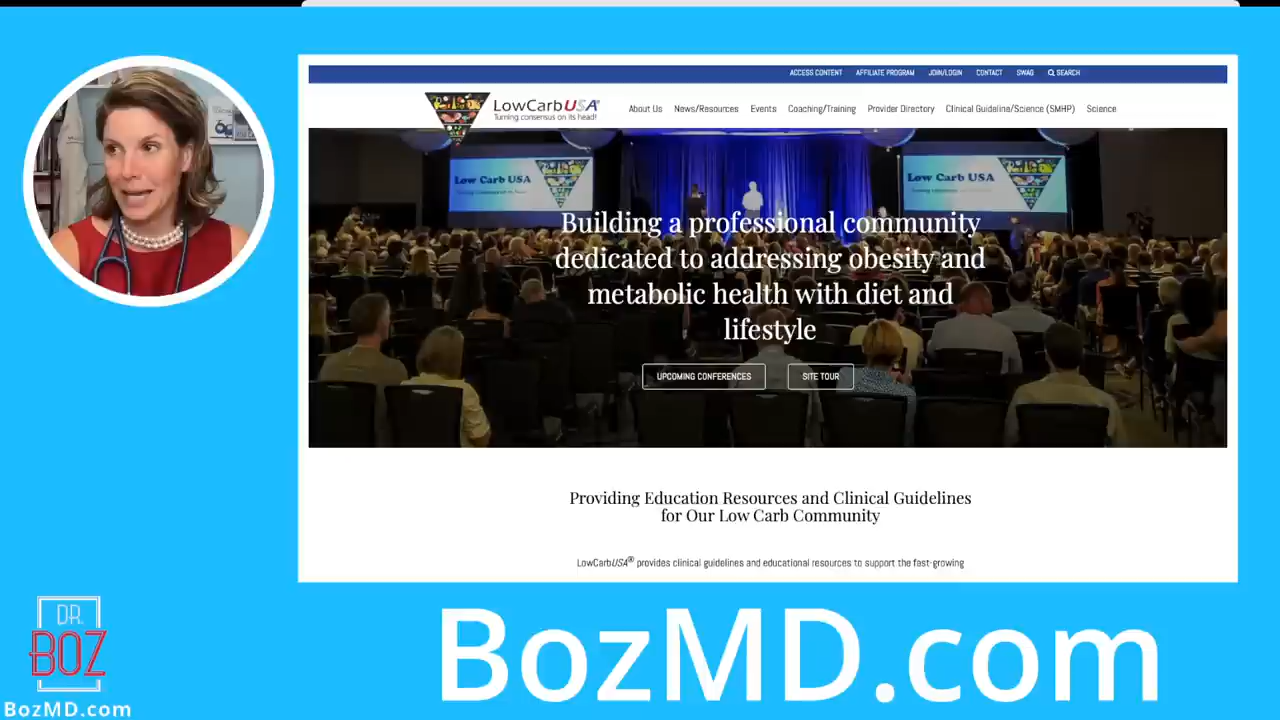 ACCESS CONTENT AFFILIATE PROGRAM JOIN/LOGIN CONTACT SWAG SEARCH
LowCarbUSA®
Turning consensus on its head!
About Us News/Resources Events Coaching/Training Provider Directory Clinical Guideline/Science (SMHP) Science
Low Carb USA
Low Carb USA
Building a professional community
dedicated to addressing obesity and
metabolic health with diet and
lifestyle
UPCOMING CONFERENCES SITE TOUR
Providing Education Resources and Clinical Guidelines
for Our Low Carb Community
LowCarbUSA® provides clinical guidelines and educational resources to support the fast-growing
DR.
BOZ
BozMD.com
BozMD.com